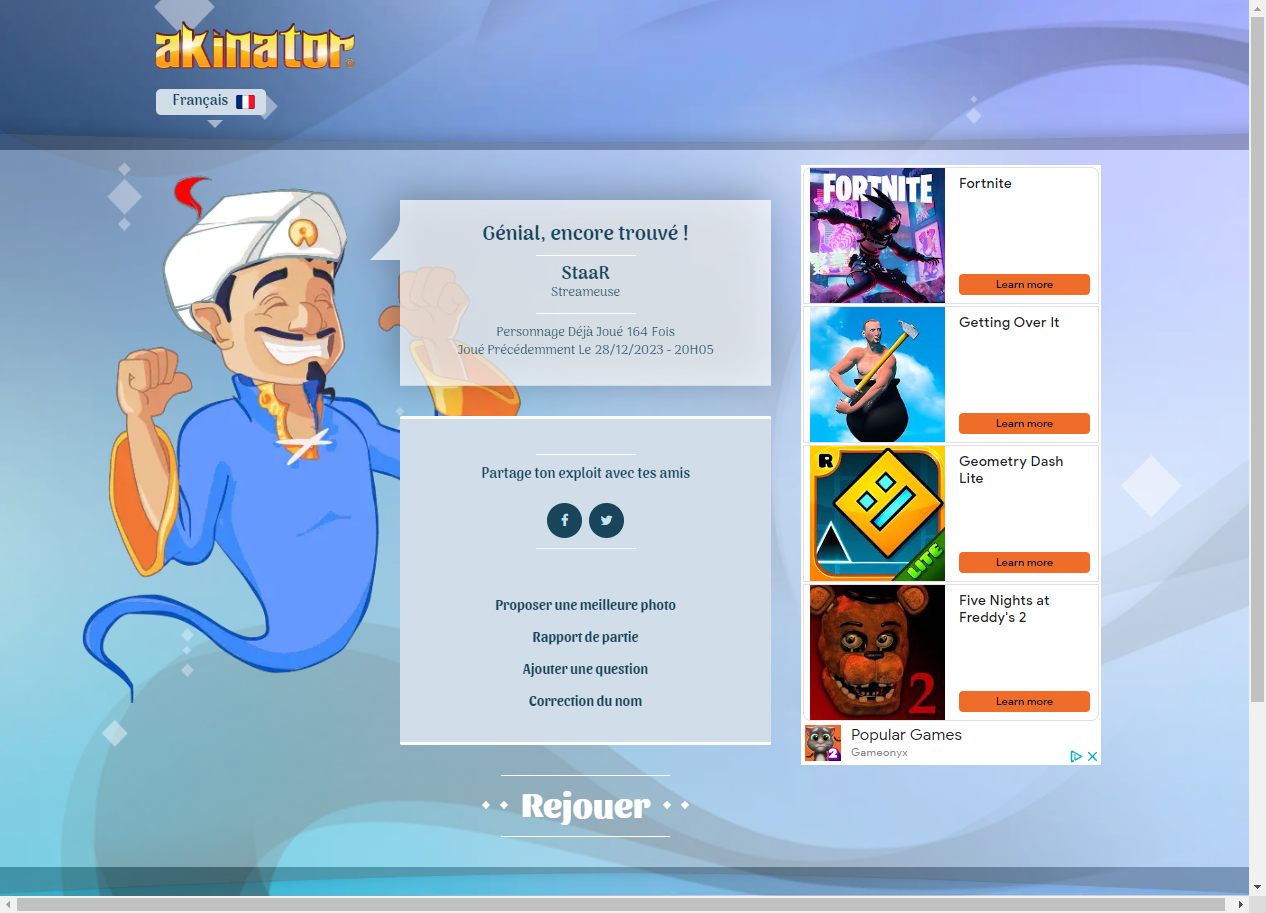 akinator
Français
Génial, encore trouvé !
StaaR
Streameuse
Personnage Déjà Joué 164 Fois
Joué Précédemment Le 28/12/2023 - 20H05
Partage ton exploit avec tes amis
Proposer une meilleure photo
Rapport de partie
Ajouter une question
Correction du nom
Rejouer
FORTNITE
Fortnite
Learn more
Getting Over It
Learn more
R
LITE
Geometry Dash
Lite
Learn more
2
Five Nights at
Freddy's 2
Learn more
2
Popular Games
Gameonyx